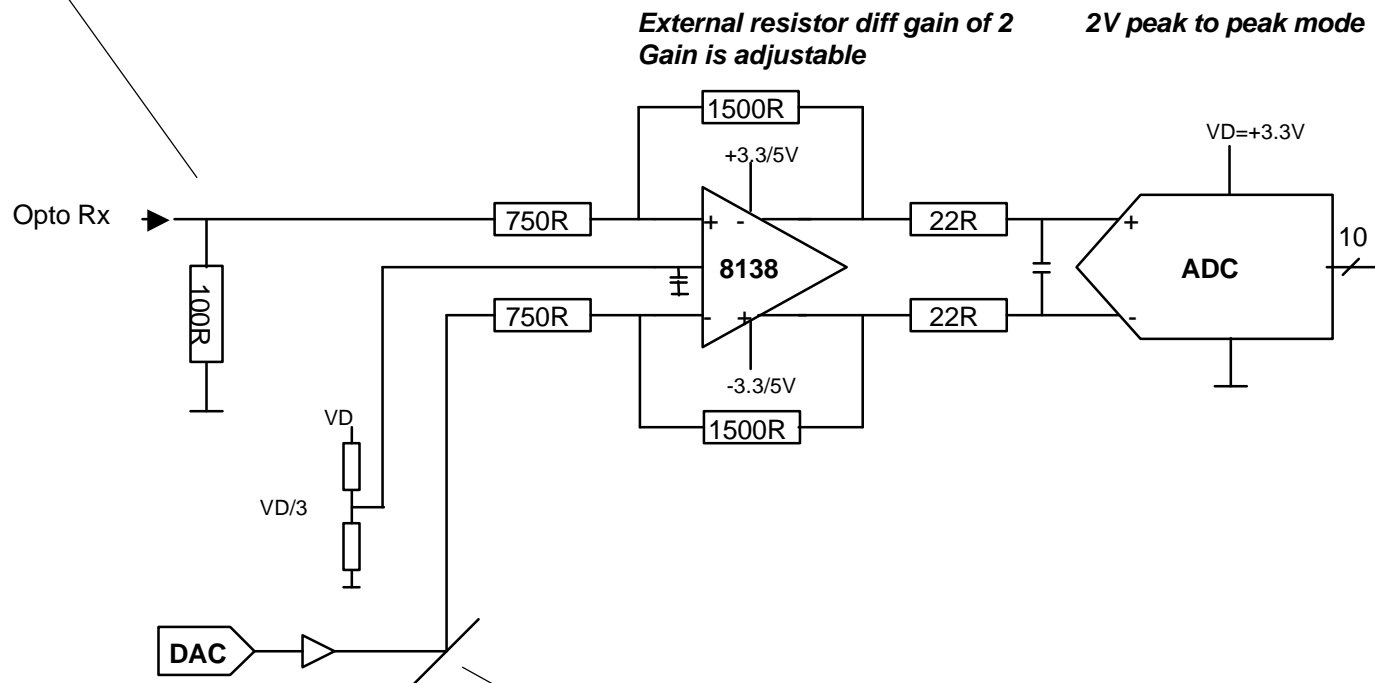 External resistor diff gain of 2
Gain is adjustable
2V peak to peak mode
1500R
+3.3/5V
VD=+3.3V
Opto Rx
750R
+
-
22R
+
10
100R
8138
ADC
750R
-
+
22R
-
-3.3/5V
1500R
VD
VD/3
DAC